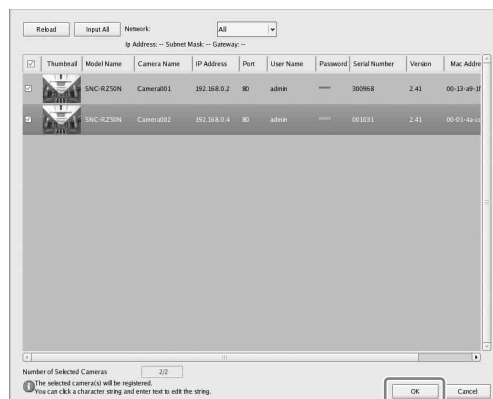 Reload Input All Network: All
Ip Address: -- Subnet Mask: -- Gateway: --
Thumbnail Model Name Camera Name IP Address Port User Name Password Serial Number Version Mac Addre
SNC-RZ50N Camera001 192.168.0.2 80 admin ***** 300968 2.41 00-13-a9-1f
SNC-RZ50N Camera002 192.168.0.4 80 admin ***** 001031 2.41 00-01-4a-ce
Number of Selected Cameras 2/2
The selected camera(s) will be registered.
You can click a character string and enter text to edit the string.
OK Cancel